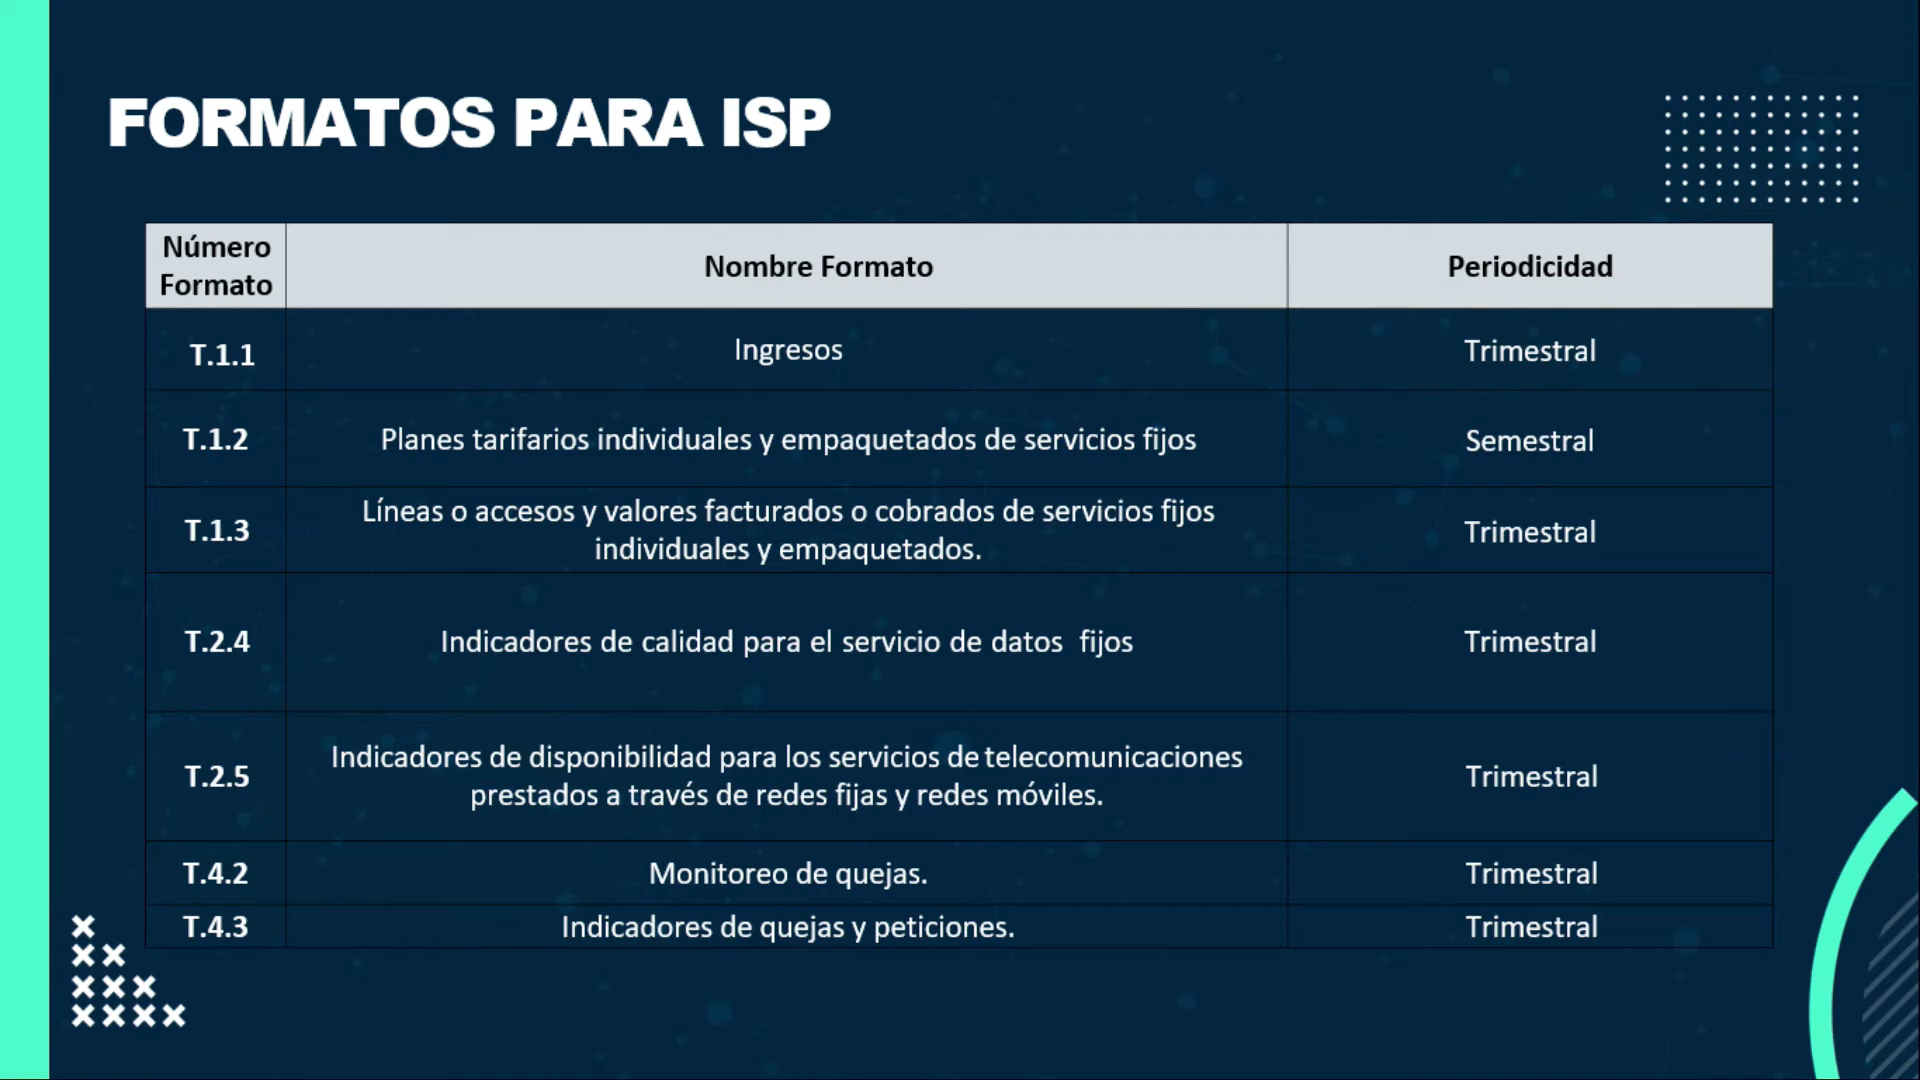 FORMATOS PARA ISP
Número
Formato
Nombre Formato
Periodicidad
T.1.1
Ingresos
Trimestral
T.1.2
Planes tarifarios individuales y empaquetados de servicios fijos
Semestral
T.1.3
Líneas o accesos y valores facturados o cobrados de servicios fijos
individuales y empaquetados.
Trimestral
T.2.4
Indicadores de calidad para el servicio de datos fijos
Trimestral
T.2.5
Indicadores de disponibilidad para los servicios de telecomunicaciones
prestados a través de redes fijas y redes móviles.
Trimestral
T.4.2
Monitoreo de quejas.
Trimestral
T.4.3
Indicadores de quejas y peticiones.
Trimestral